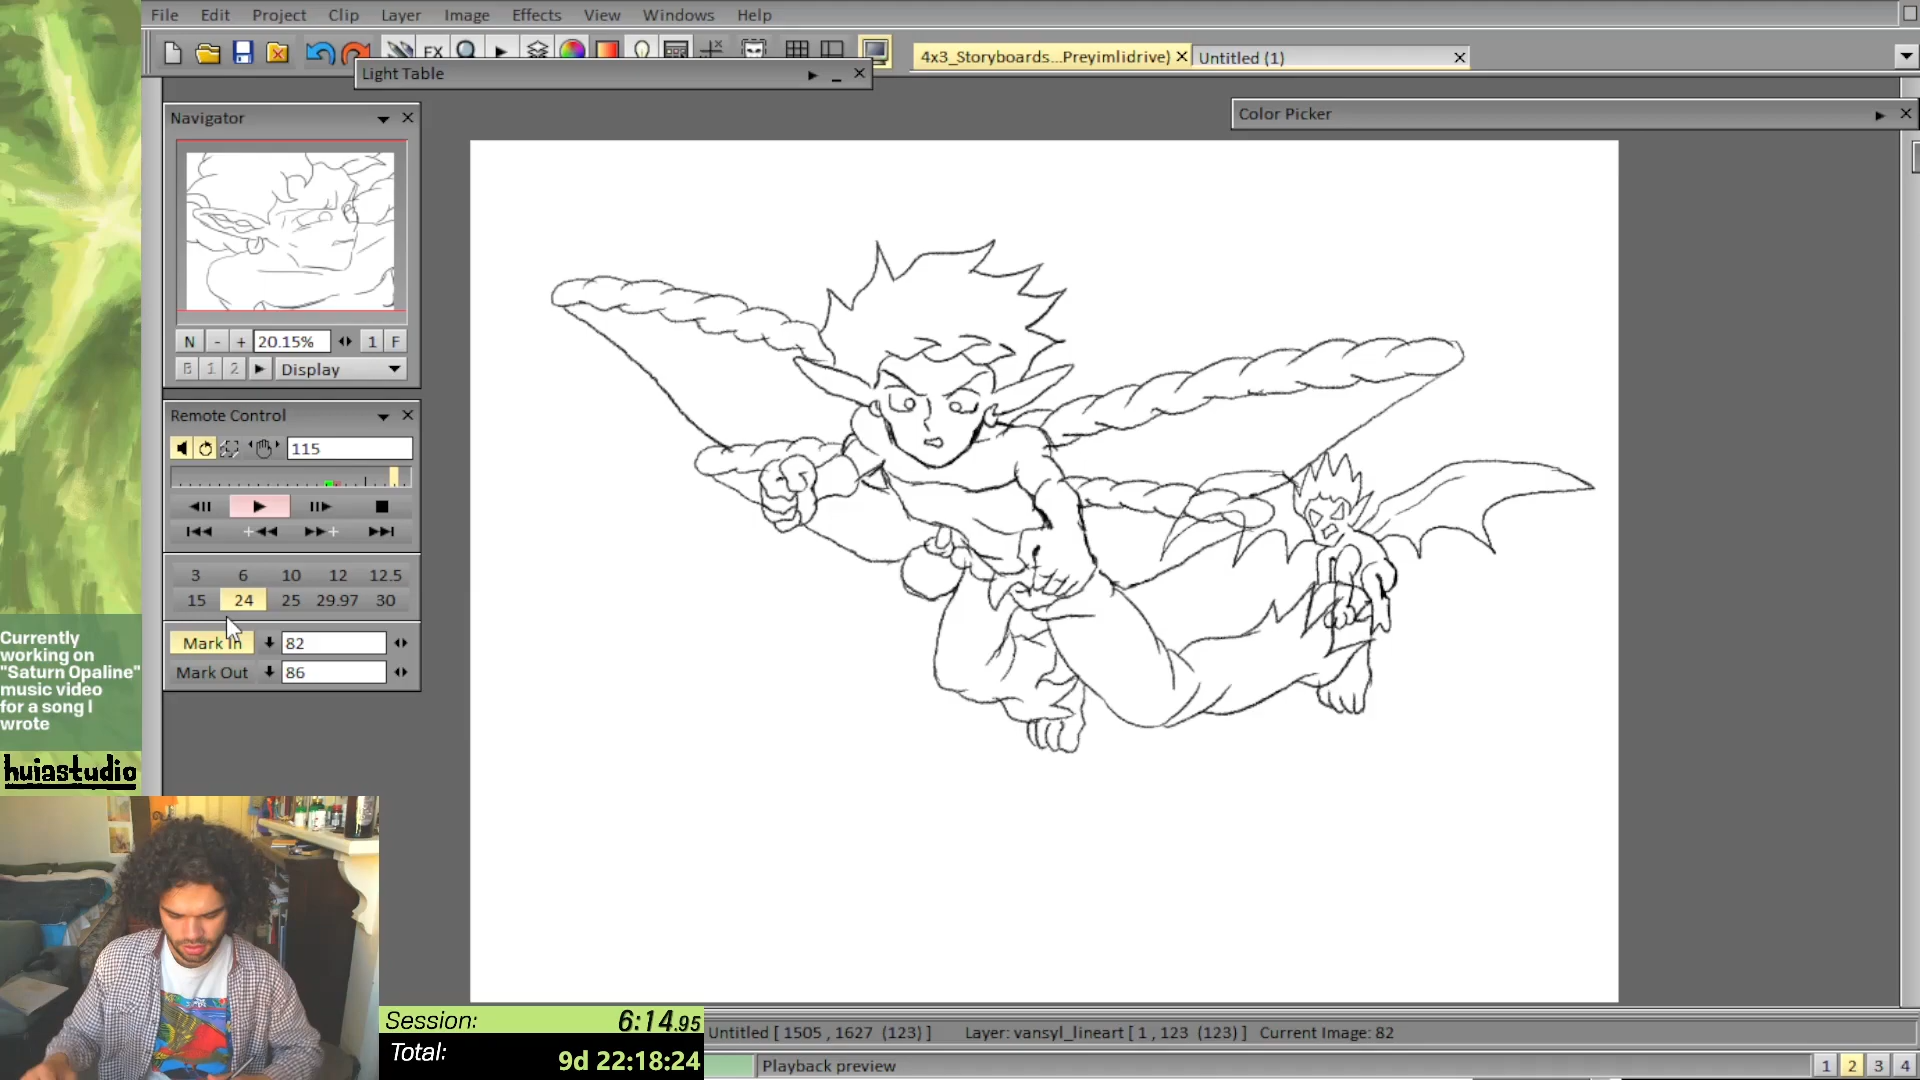 File Edit Project Clip Layer Image Effects View Windows Help
FX
4x3_Storyboards...Preyimlidrive) Untitled (1)
Light Table
Color Picker
Navigator
N - + 20.15% 1 F
B 1 2 Display
Remote Control
115
3 6 10 12 12.5
15 24 25 29.97 30
Mark In 82
Mark Out 86
Currently
working on
"Saturn Opaline"
music video
for a song I
wrote
huiastudio
Session: 6:14.95
Total: 9d 22:18:24
Untitled [ 1505 , 1627 (123) ] Layer: vansyl_lineart [ 1 , 123 (123) ] Current Image: 82
Playback preview
1 2 3 4